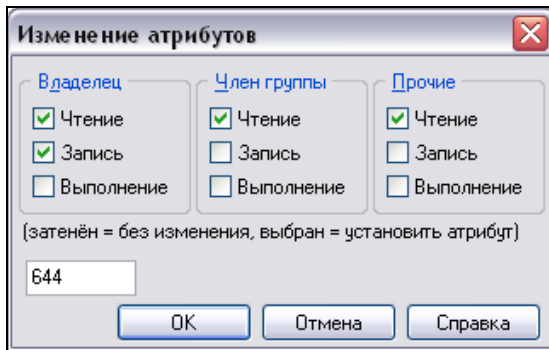 Изменение атрибутов
Владелец Член группы Прочие
Чтение Чтение Чтение
Запись Запись Запись
Выполнение Выполнение Выполнение
(затенён = без изменения, выбран = установить атрибут)
644
OK Отмена Справка